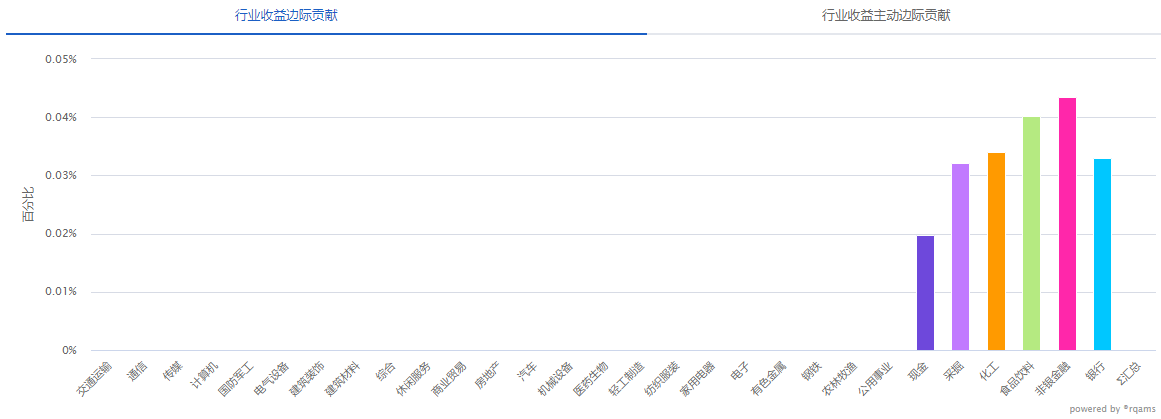 行业收益边际贡献
行业收益主动边际贡献
百分比
0.05%
0.04%
0.03%
0.02%
0.01%
0%
交通运输
通信
传媒
计算机
国防军工
电气设备
建筑装饰
建筑材料
综合
休闲服务
商业贸易
房地产
汽车
机械设备
医药生物
轻工制造
纺织服装
家用电器
电子
有色金属
钢铁
农林牧渔
公用事业
现金
采掘
化工
食品饮料
非银金融
银行
Σ汇总
powered by ®rqams